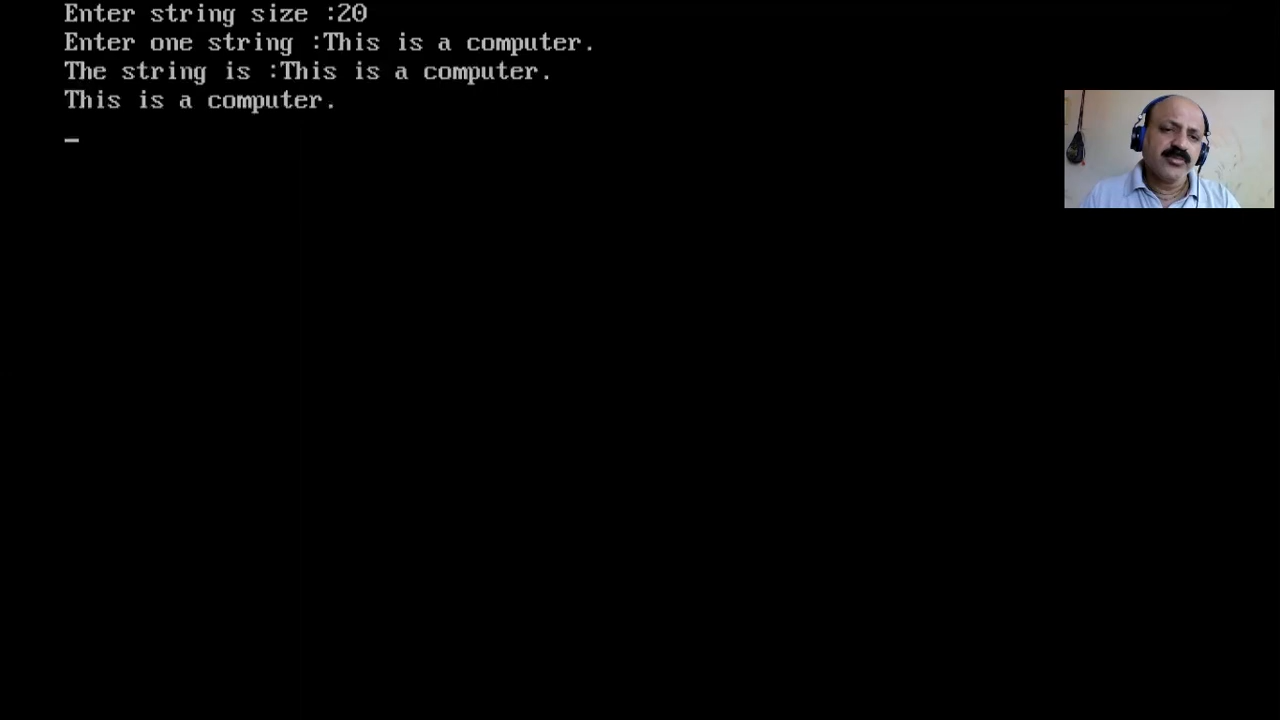 Enter string size :20
Enter one string :This is a computer.
The string is :This is a computer.
This is a computer.